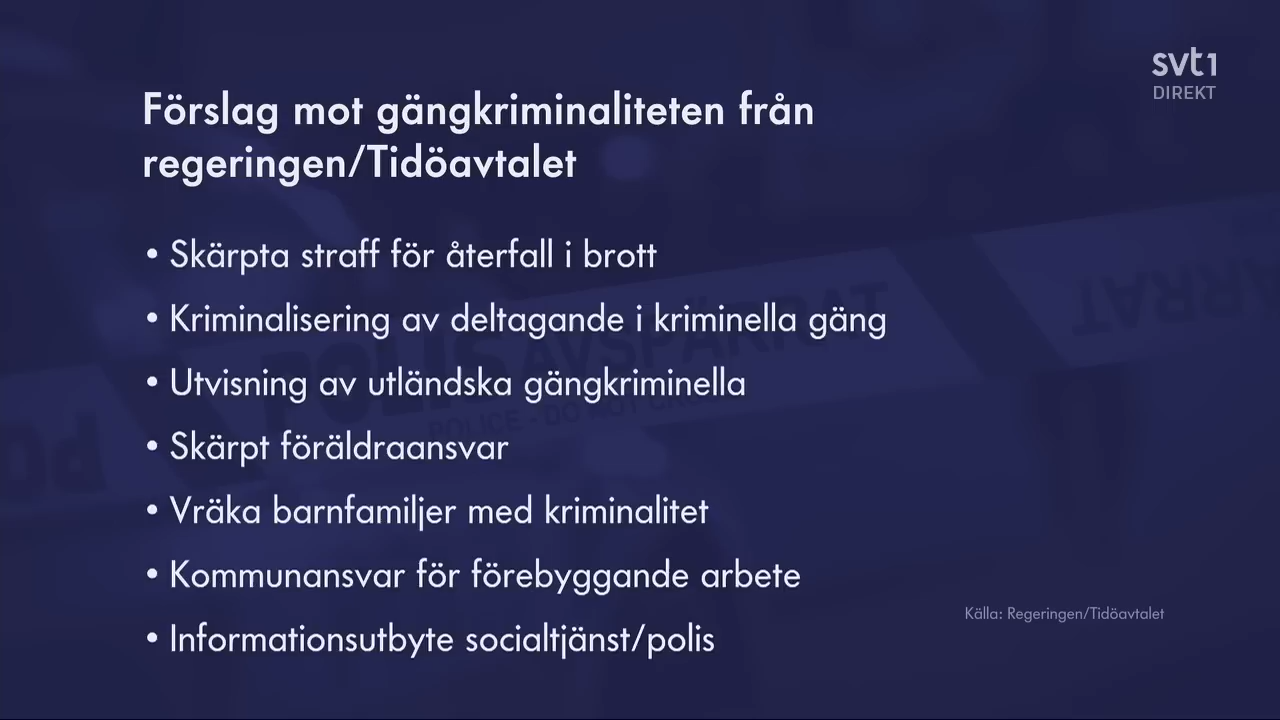 svt1
DIREKT
Förslag mot gängkriminaliteten från
regeringen/Tidöavtalet
• Skärpta straff för återfall i brott
• Kriminalisering av deltagande i kriminella gäng
• Utvisning av utländska gängkriminella
• Skärpt föräldraansvar
• Vräka barnfamiljer med kriminalitet
• Kommunansvar för förebyggande arbete
• Informationsutbyte socialtjänst/polis
Källa: Regeringen/Tidöavtalet
POLIS AVSPÄRRAT